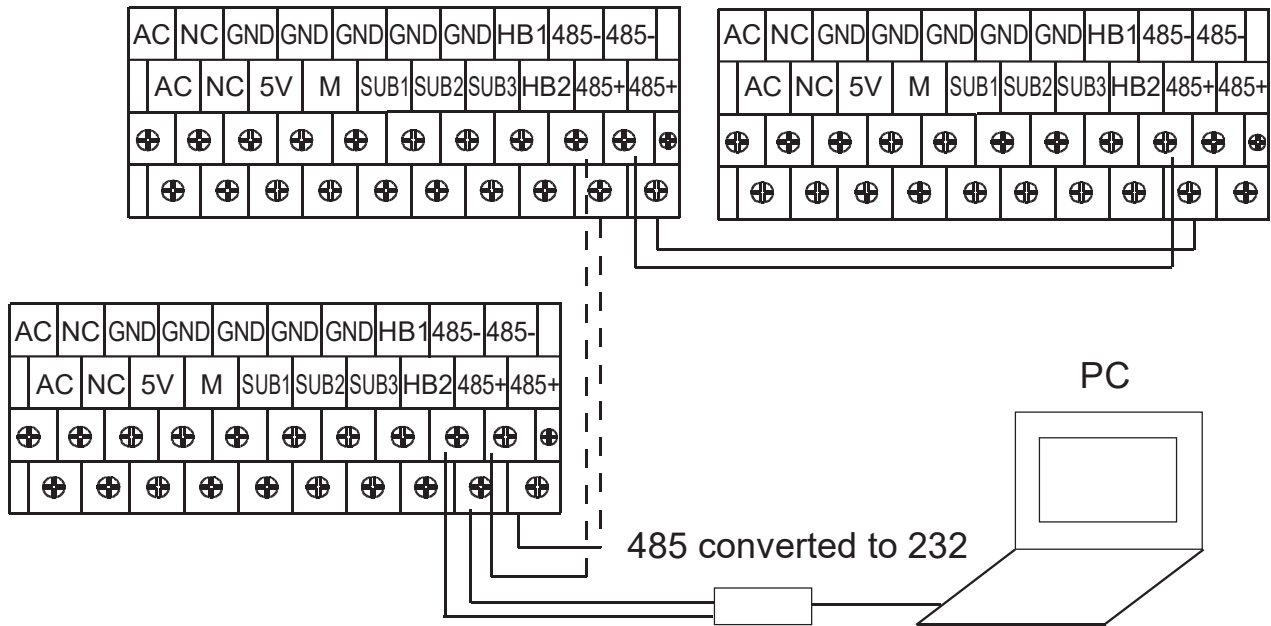 AC NC GND GND GND GND GND HB1 485- 485-
AC NC 5V M SUB1 SUB2 SUB3 HB2 485+ 485+
AC NC GND GND GND GND GND HB1 485- 485-
AC NC 5V M SUB1 SUB2 SUB3 HB2 485+ 485+
AC NC GND GND GND GND GND HB1 485- 485-
AC NC 5V M SUB1 SUB2 SUB3 HB2 485+ 485+
PC
485 converted to 232